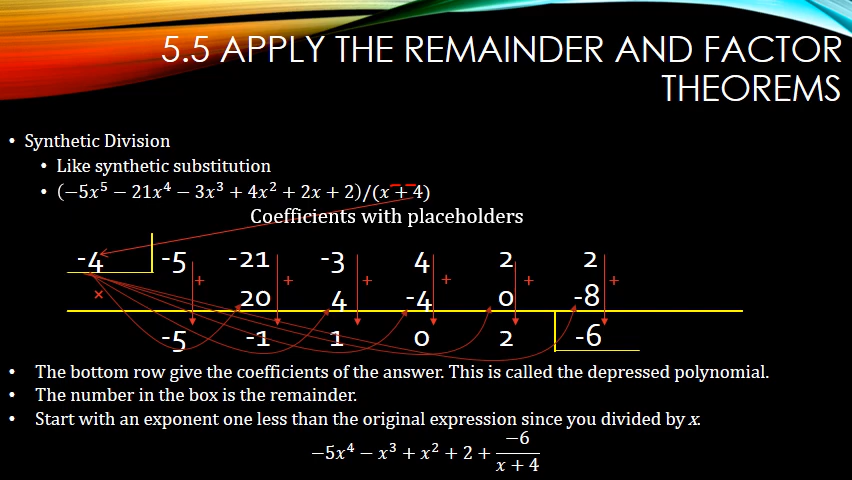 5.5 APPLY THE REMAINDER AND FACTOR
THEOREMS
• Synthetic Division
• Like synthetic substitution
• (−5x⁵ − 21x⁴ − 3x³ + 4x² + 2x + 2)/(x + 4)
Coefficients with placeholders
-4 -5 -21 -3 4 2 2
+ + + + + +
× 20 4 -4 0 -8
-5 -1 1 0 2 -6
• The bottom row give the coefficients of the answer. This is called the depressed polynomial.
• The number in the box is the remainder.
• Start with an exponent one less than the original expression since you divided by x.
−5x⁴ − x³ + x² + 2 + −6/(x + 4)